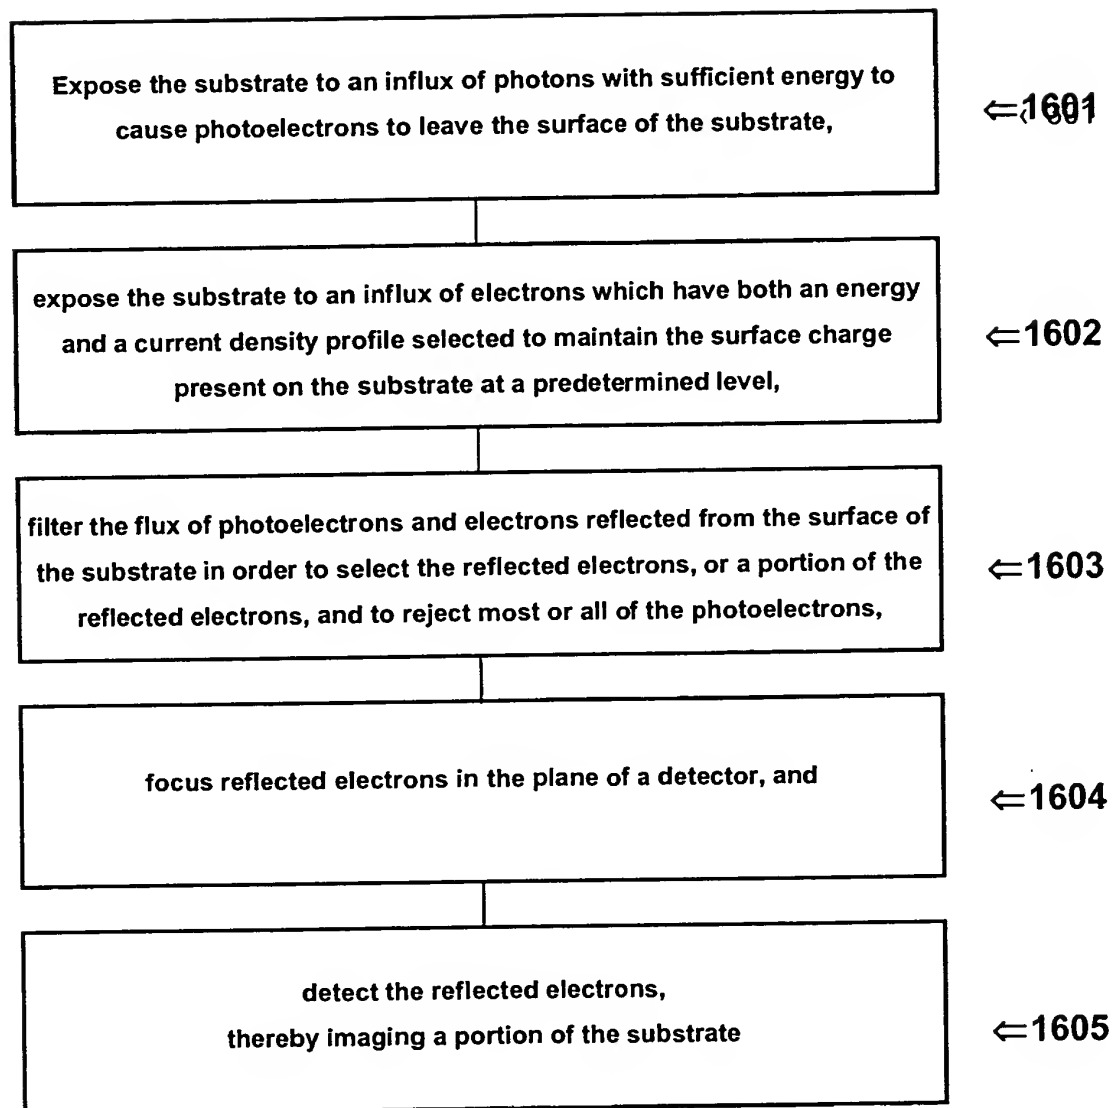 Expose the substrate to an influx of photons with sufficient energy to
cause photoelectrons to leave the surface of the substrate,
⇐1601
expose the substrate to an influx of electrons which have both an energy
and a current density profile selected to maintain the surface charge
present on the substrate at a predetermined level,
⇐1602
filter the flux of photoelectrons and electrons reflected from the surface of
the substrate in order to select the reflected electrons, or a portion of the
reflected electrons, and to reject most or all of the photoelectrons,
⇐1603
focus reflected electrons in the plane of a detector, and
⇐1604
detect the reflected electrons,
thereby imaging a portion of the substrate
⇐1605